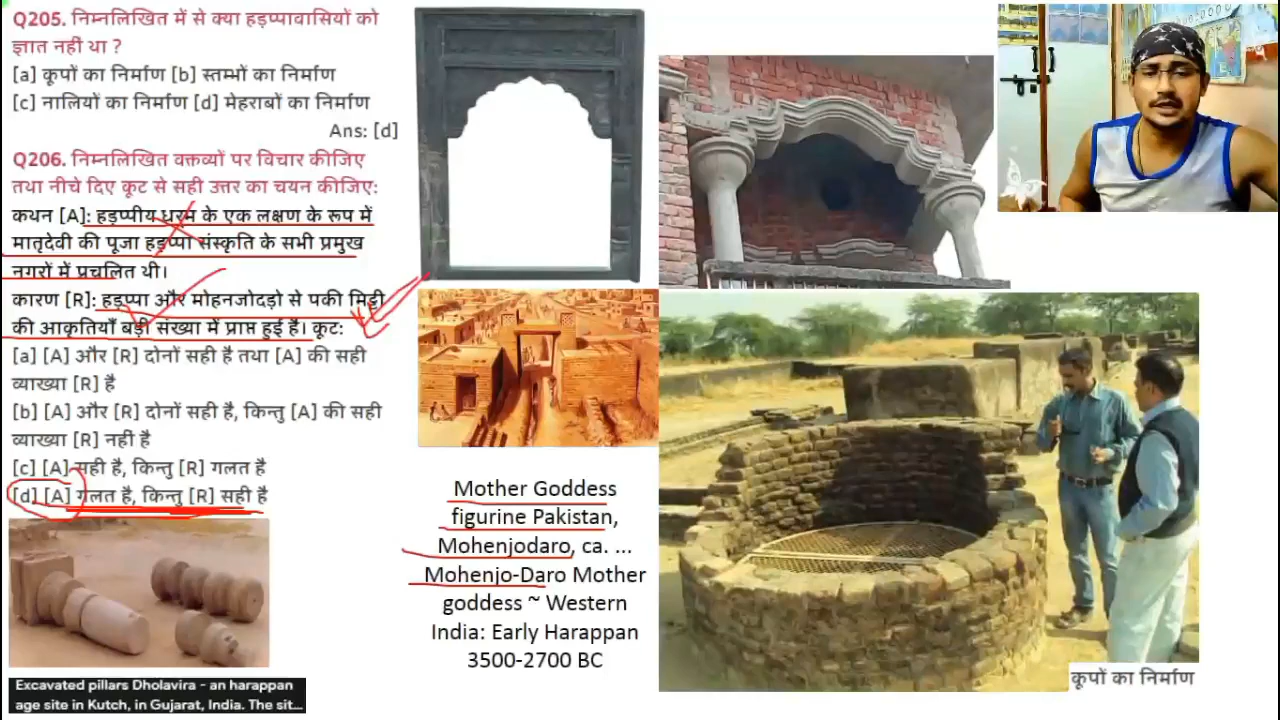 Q205. निम्नलिखित में से क्या हड़प्पावासियों को
ज्ञात नहीं था ?
[a] कूपों का निर्माण [b] स्तम्भों का निर्माण
[c] नालियों का निर्माण [d] मेहराबों का निर्माण
Ans: [d]
Q206. निम्नलिखित वक्तव्यों पर विचार कीजिए
तथा नीचे दिए कूट से सही उत्तर का चयन कीजिए:
कथन [A]: हड़प्पीय धरम के एक लक्षण के रूप में
मातृदेवी की पूजा हड़प्पा संस्कृति के सभी प्रमुख
नगरों में प्रचलित थी।
कारण [R]: हड़प्पा और मोहनजोदड़ो से पकी मिट्टी
की आकृतियाँ बड़ी संख्या में प्राप्त हुई हैं। कूट:
[a] [A] और [R] दोनों सही है तथा [A] की सही
व्याख्या [R] है
[b] [A] और [R] दोनों सही है, किन्तु [A] की सही
व्याख्या [R] नहीं है
[c] [A] सही है, किन्तु [R] गलत है
[d] [A] गलत है, किन्तु [R] सही है
Excavated pillars Dholavira - an harappan
age site in Kutch, in Gujarat, India. The sit...
Mother Goddess
figurine Pakistan,
Mohenjodaro, ca. ...
Mohenjo-Daro Mother
goddess ~ Western
India: Early Harappan
3500-2700 BC
कूपों का निर्माण